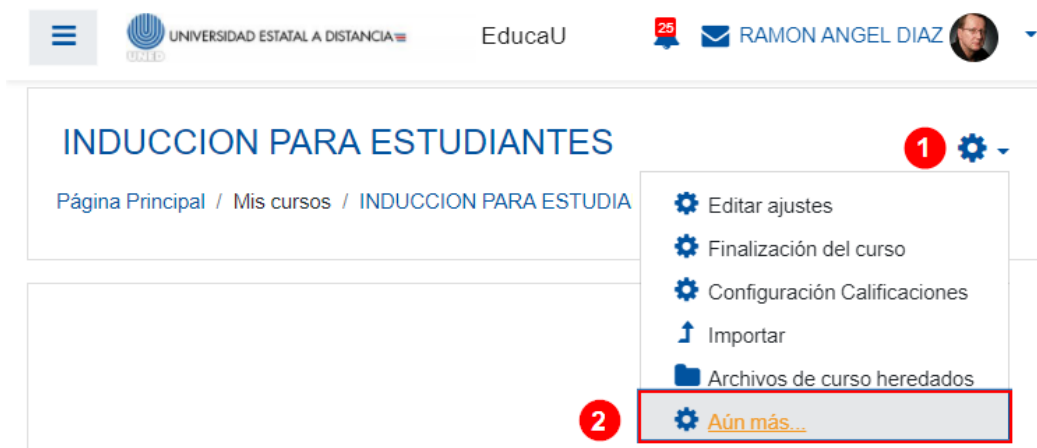 UNIVERSIDAD ESTATAL A DISTANCIA
UNED
EducaU
25
RAMON ANGEL DIAZ
INDUCCION PARA ESTUDIANTES
1
Página Principal / Mis cursos / INDUCCION PARA ESTUDIA
Editar ajustes
Finalización del curso
Configuración Calificaciones
Importar
Archivos de curso heredados
2
Aún más...